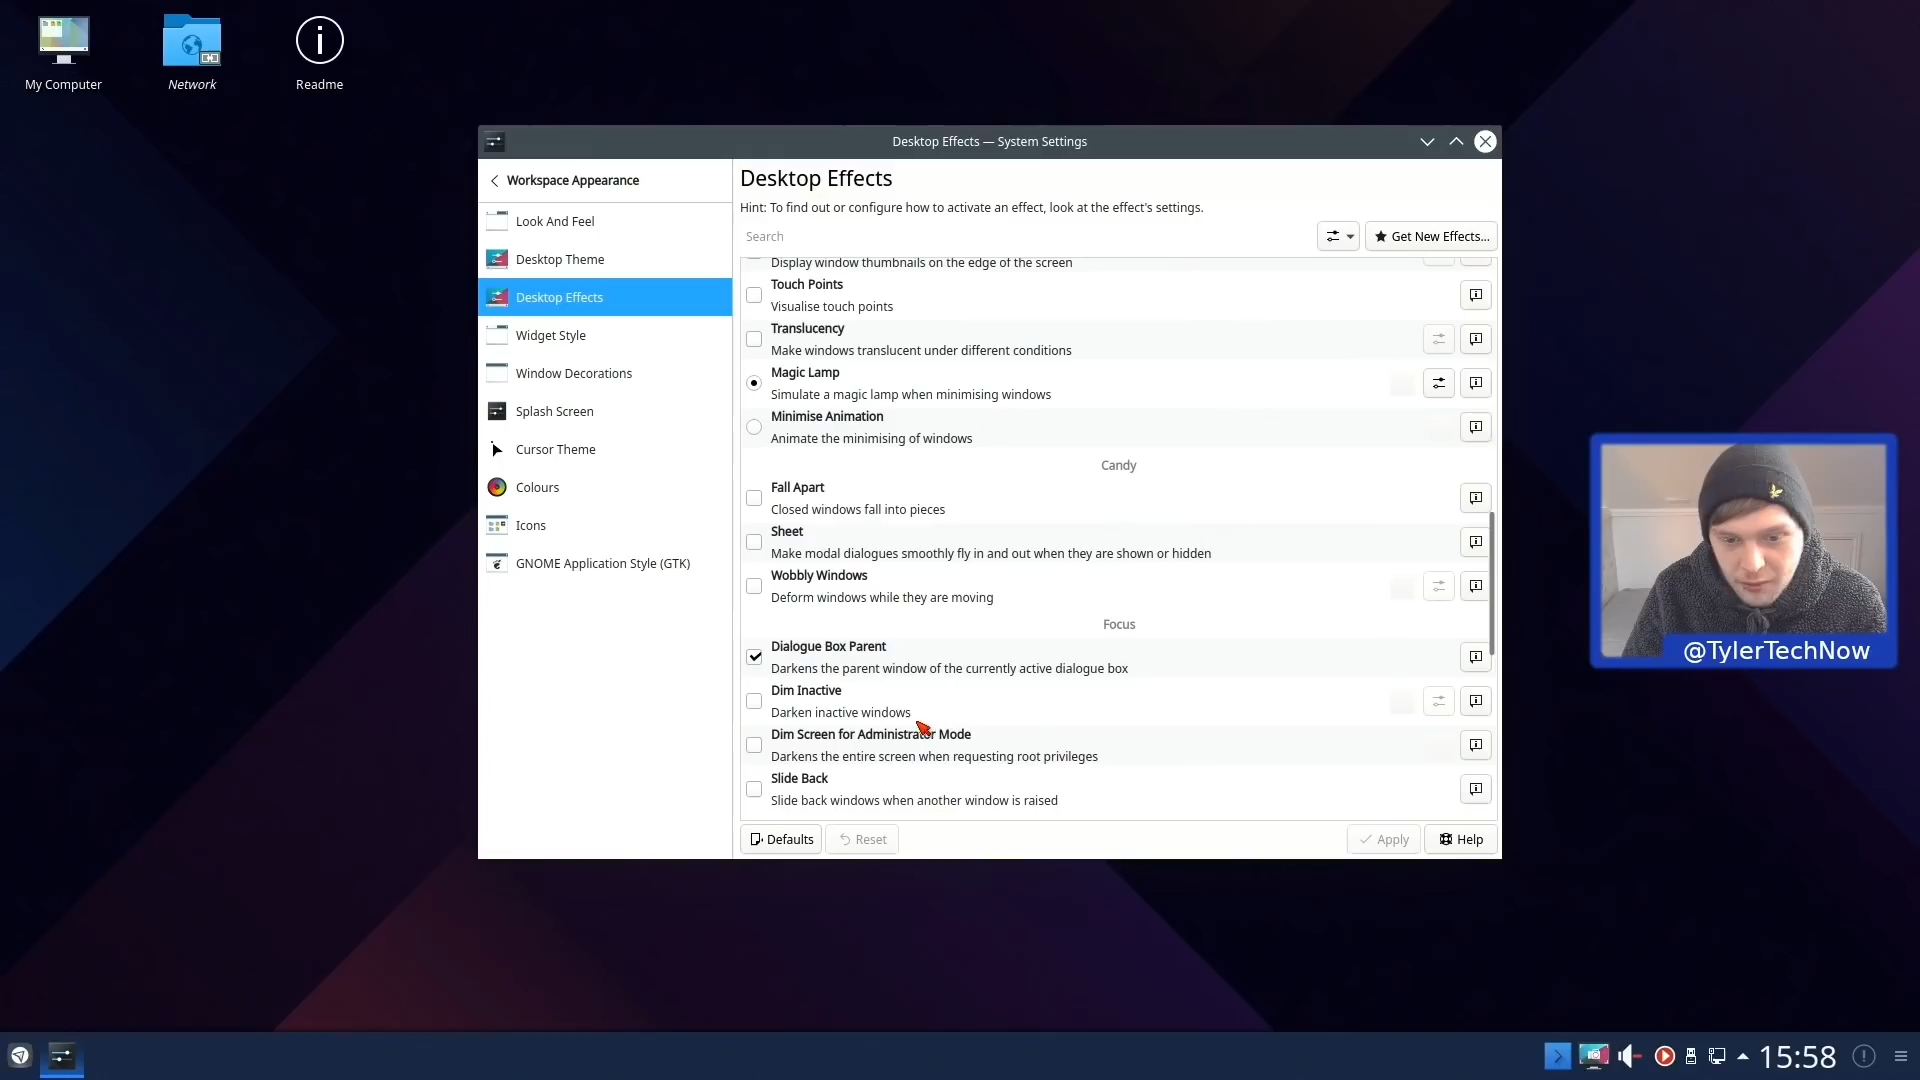 My Computer
Network
Readme
Desktop Effects — System Settings
Workspace Appearance
Look And Feel
Desktop Theme
Desktop Effects
Widget Style
Window Decorations
Splash Screen
Cursor Theme
Colours
Icons
GNOME Application Style (GTK)
Desktop Effects
Hint: To find out or configure how to activate an effect, look at the effect's settings.
Search
Get New Effects...
Display window thumbnails on the edge of the screen
Touch Points
Visualise touch points
Translucency
Make windows translucent under different conditions
Magic Lamp
Simulate a magic lamp when minimising windows
Minimise Animation
Animate the minimising of windows
Candy
Fall Apart
Closed windows fall into pieces
Sheet
Make modal dialogues smoothly fly in and out when they are shown or hidden
Wobbly Windows
Deform windows while they are moving
Focus
Dialogue Box Parent
Darkens the parent window of the currently active dialogue box
Dim Inactive
Darken inactive windows
Dim Screen for Administrator Mode
Darkens the entire screen when requesting root privileges
Slide Back
Slide back windows when another window is raised
Defaults
Reset
Apply
Help
@TylerTechNow
15:58